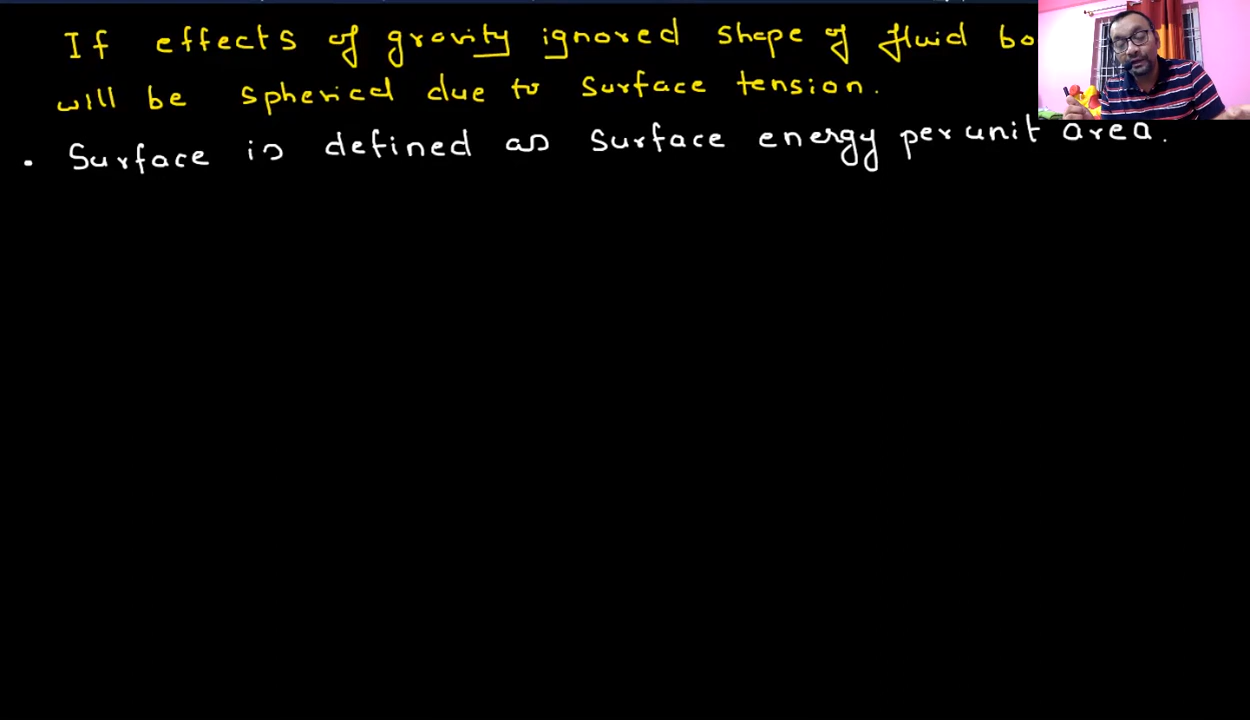 If effects of gravity ignored shape of fluid bo
will be spherical due to surface tension.
. Surface is defined as surface energy per unit area.